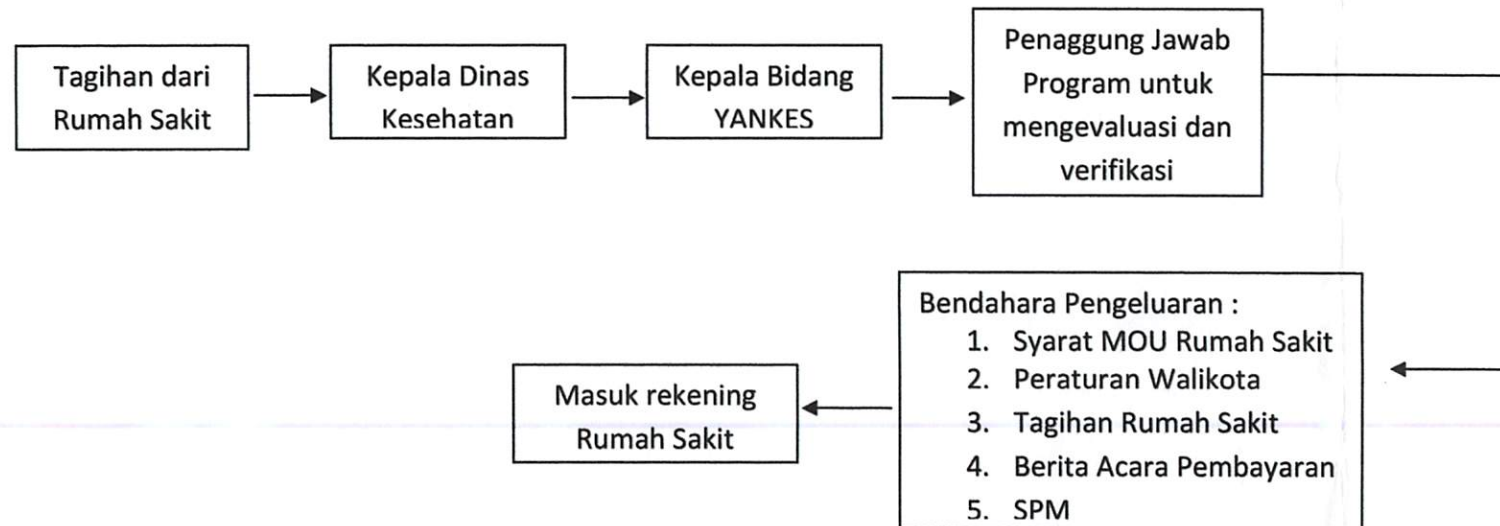 Tagihan dari
Rumah Sakit
Kepala Dinas
Kesehatan
Kepala Bidang
YANKES
Penaggung Jawab
Program untuk
mengevaluasi dan
verifikasi
Bendahara Pengeluaran :
1. Syarat MOU Rumah Sakit
2. Peraturan Walikota
3. Tagihan Rumah Sakit
4. Berita Acara Pembayaran
5. SPM
Masuk rekening
Rumah Sakit